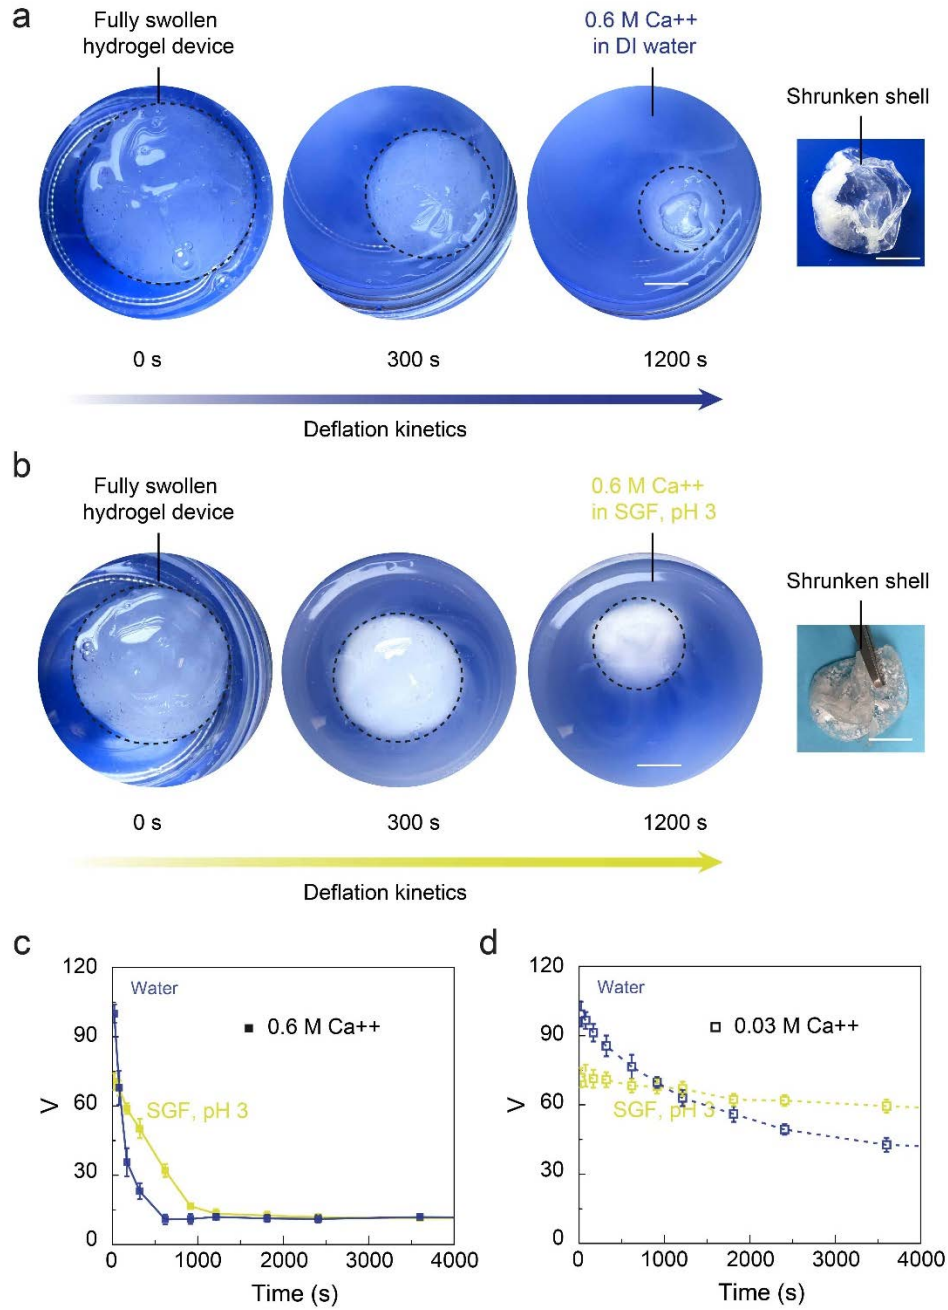 a
Fully swollen
hydrogel device
0.6 M Ca++
in DI water
Shrunken shell
0 s
300 s
1200 s
Deflation kinetics
b
Fully swollen
hydrogel device
0.6 M Ca++
in SGF, pH 3
Shrunken shell
0 s
300 s
1200 s
Deflation kinetics
c
120
90
60
30
0
V
Water
0.6 M Ca++
SGF, pH 3
0
1000
2000
3000
4000
Time (s)
d
120
90
60
30
0
V
Water
0.03 M Ca++
SGF, pH 3
0
1000
2000
3000
4000
Time (s)